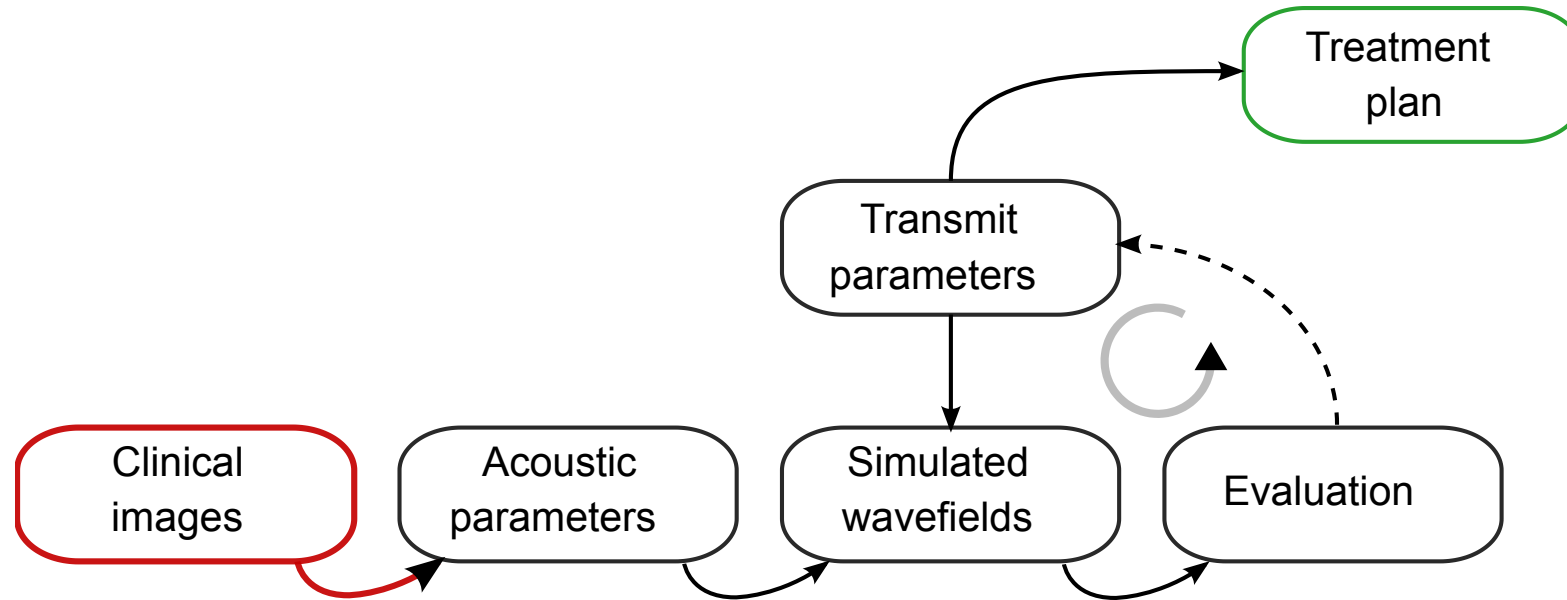 Treatment
plan
Transmit
parameters
Clinical
images
Acoustic
parameters
Simulated
wavefields
Evaluation